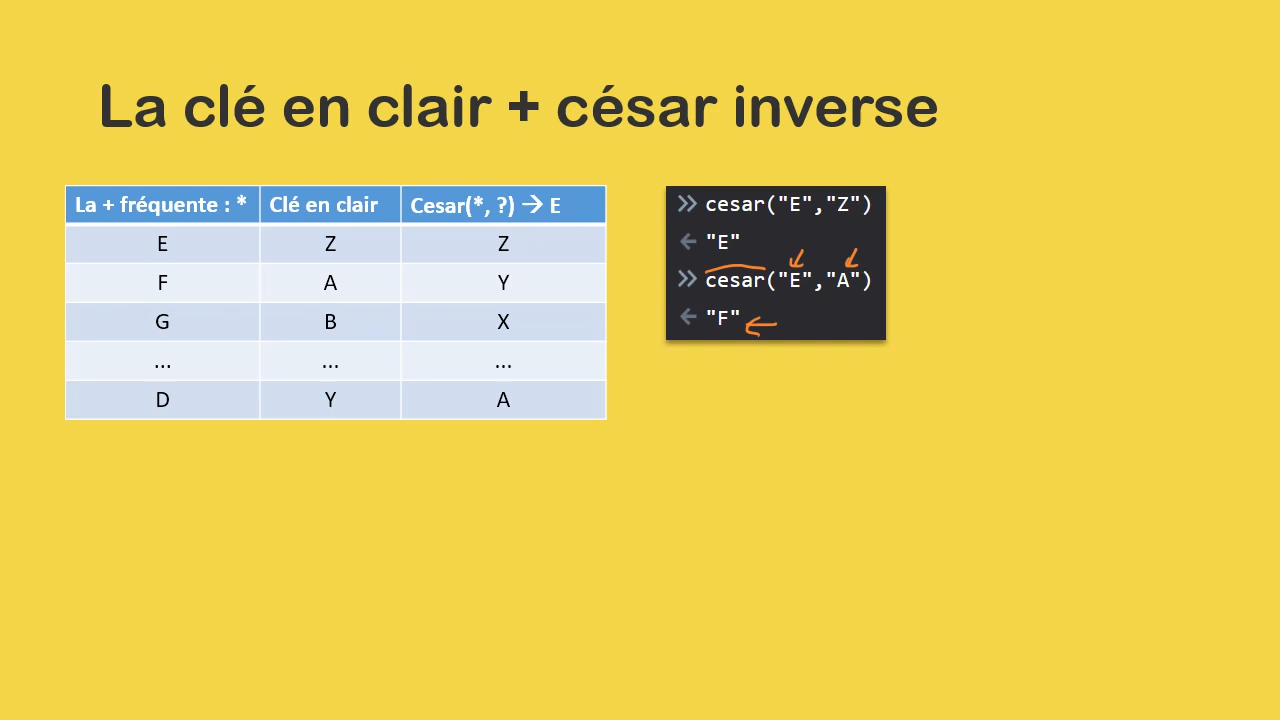 La clé en clair + césar inverse
La + fréquente : * Clé en clair Cesar(*, ?) → E
E Z Z
F A Y
G B X
... ... ...
D Y A
>> cesar("E","Z")
← "E"
>> cesar("E","A")
← "F"